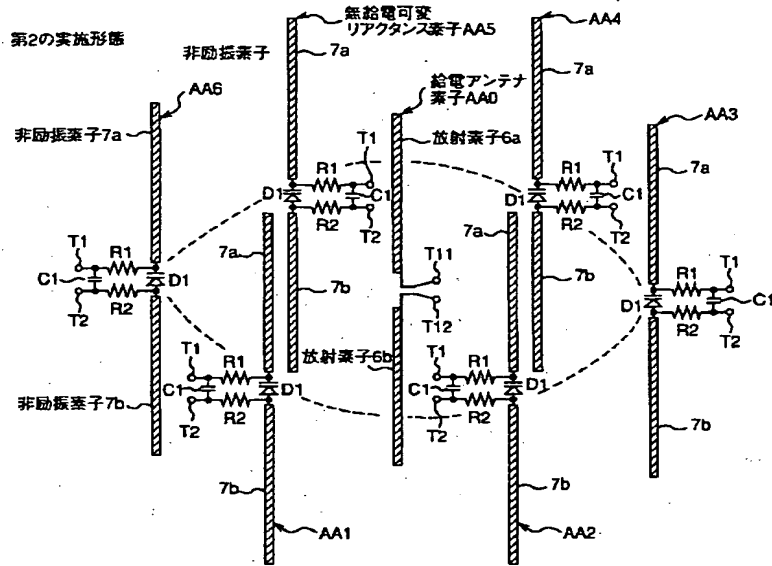 第2の実施形態
無給電可変
リアクタンス素子AA5
AA4
非励振素子
7a
7a
給電アンテナ
素子AA0
AA6
AA3
非励振素子7a
T1
放射素子6a
T1
7a
R1
R1
D1
C1
D1
C1
R2
R2
T2
T2
7a
7a
T1
R1
T11
R1
T1
C1
D1
7b
7b
D1
C1
T2
R2
T12
R2
T2
T1
R1
放射素子6b
T1
R1
C1
D1
C1
D1
非励振素子7b
T2
R2
T2
R2
7b
7b
7b
7b
AA1
AA2